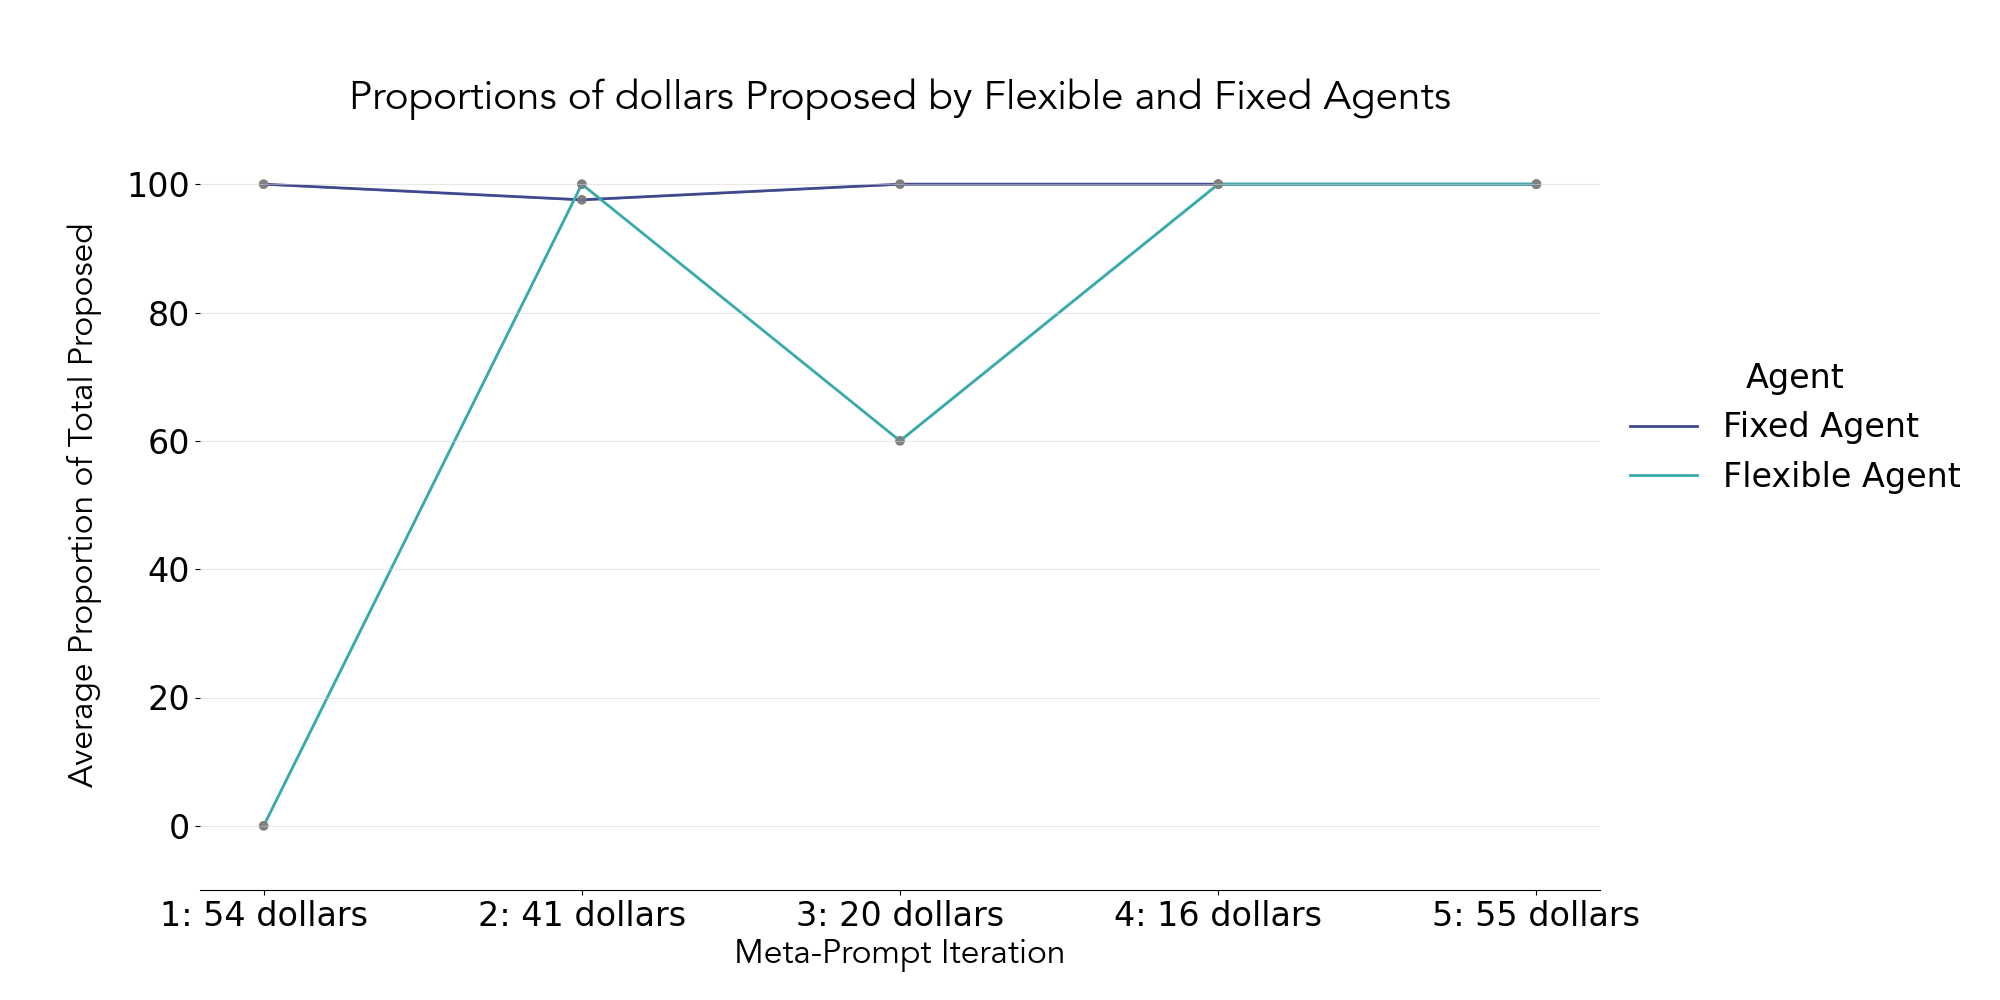 Proportions of dollars Proposed by Flexible and Fixed Agents
Average Proportion of Total Proposed
100
80
60
40
20
0
1: 54 dollars
2: 41 dollars
3: 20 dollars
4: 16 dollars
5: 55 dollars
Meta-Prompt Iteration
Agent
Fixed Agent
Flexible Agent